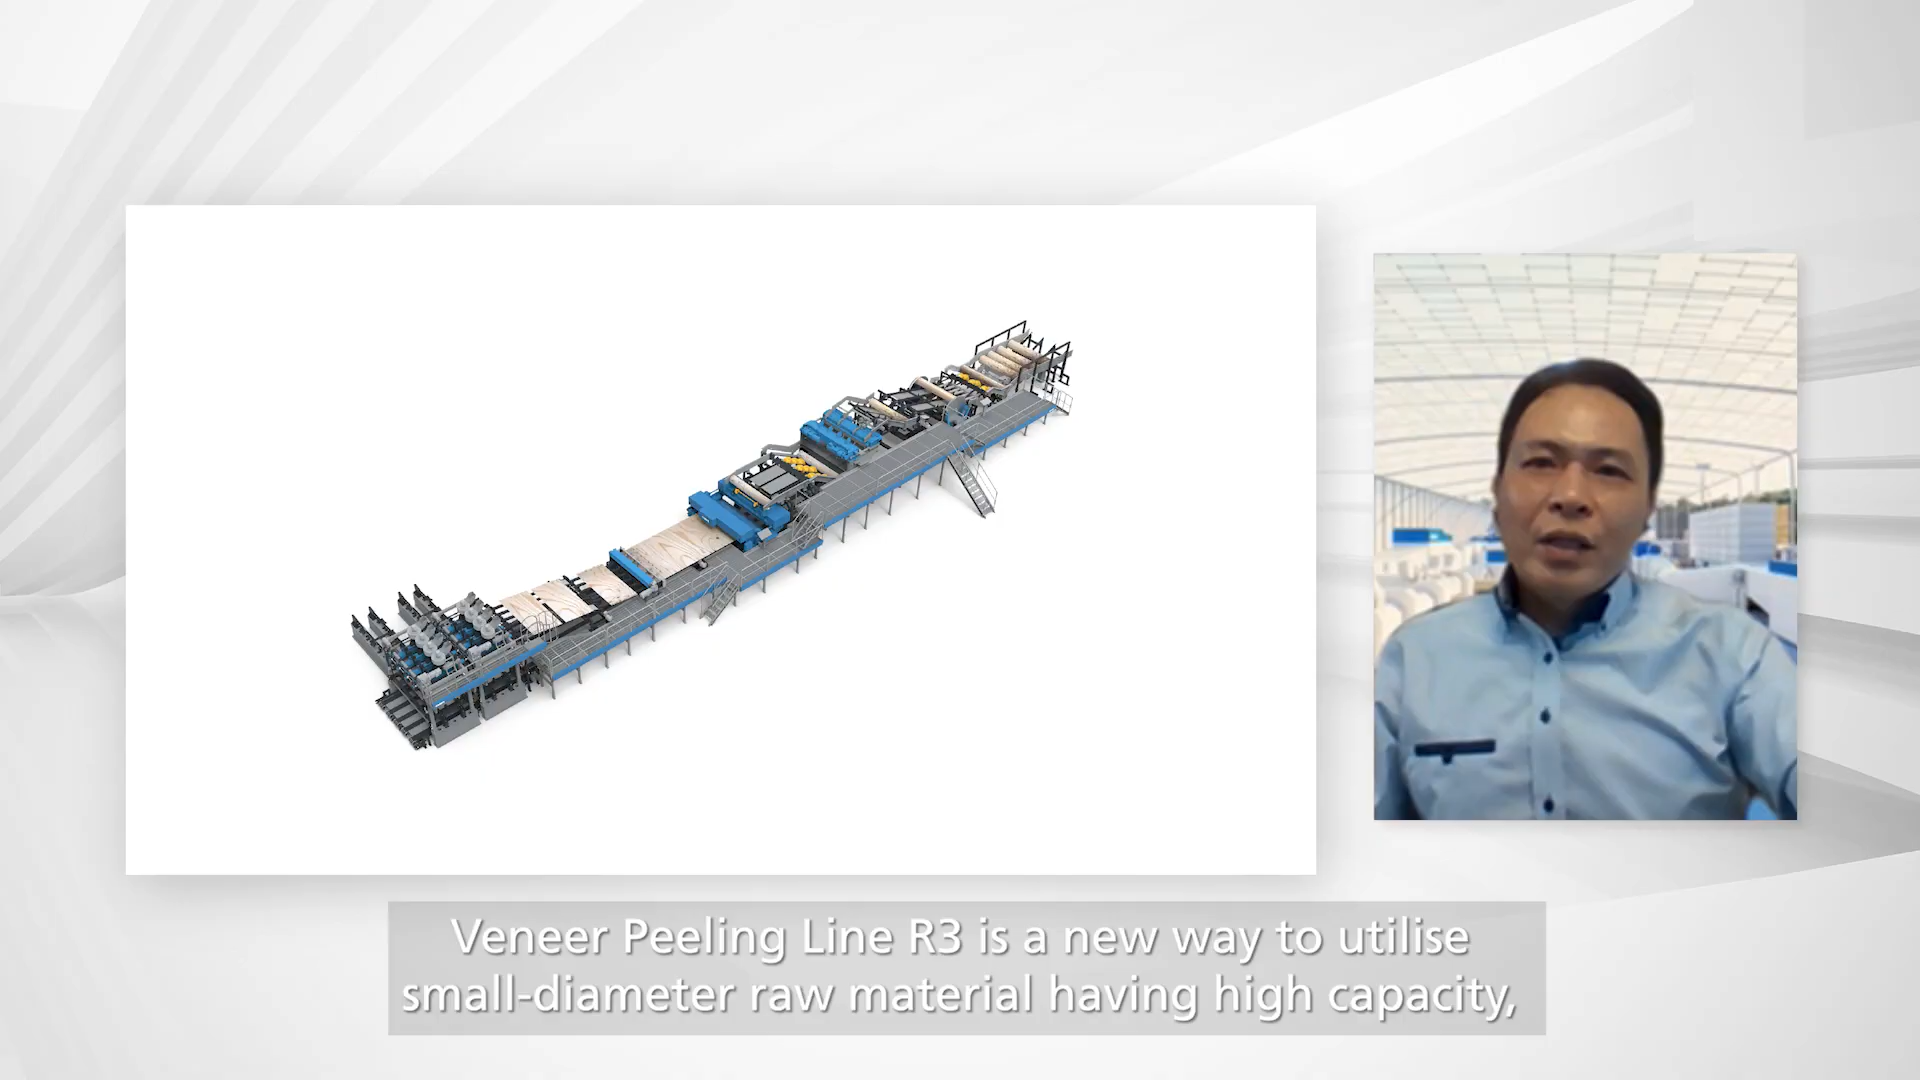 Veneer Peeling Line R3 is a new way to utilise
small-diameter raw material having high capacity,